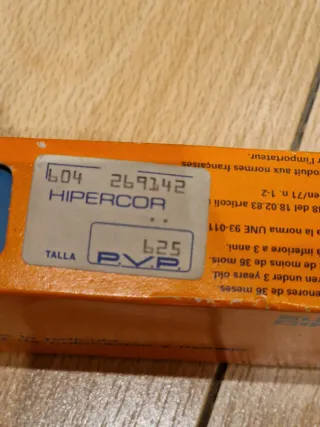 604 269142
HIPERCOR
625
TALLA P.V.P.
enores de 36 meses.
dren under 3 years old.
s de moins de 36 mois.
inferiore a 3 anni.
la norma UNE 93-011
del 18.02.83 articoli
en/71 n. 1-2
oduit aux normes françaises
r l'importateur.